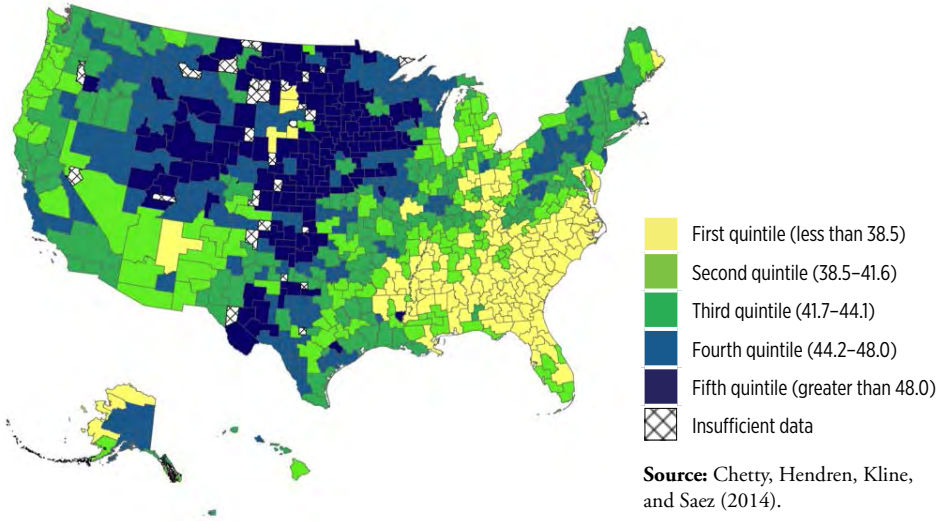 First quintile (less than 38.5)
Second quintile (38.5–41.6)
Third quintile (41.7–44.1)
Fourth quintile (44.2–48.0)
Fifth quintile (greater than 48.0)
Insufficient data
Source: Chetty, Hendren, Kline,
and Saez (2014).